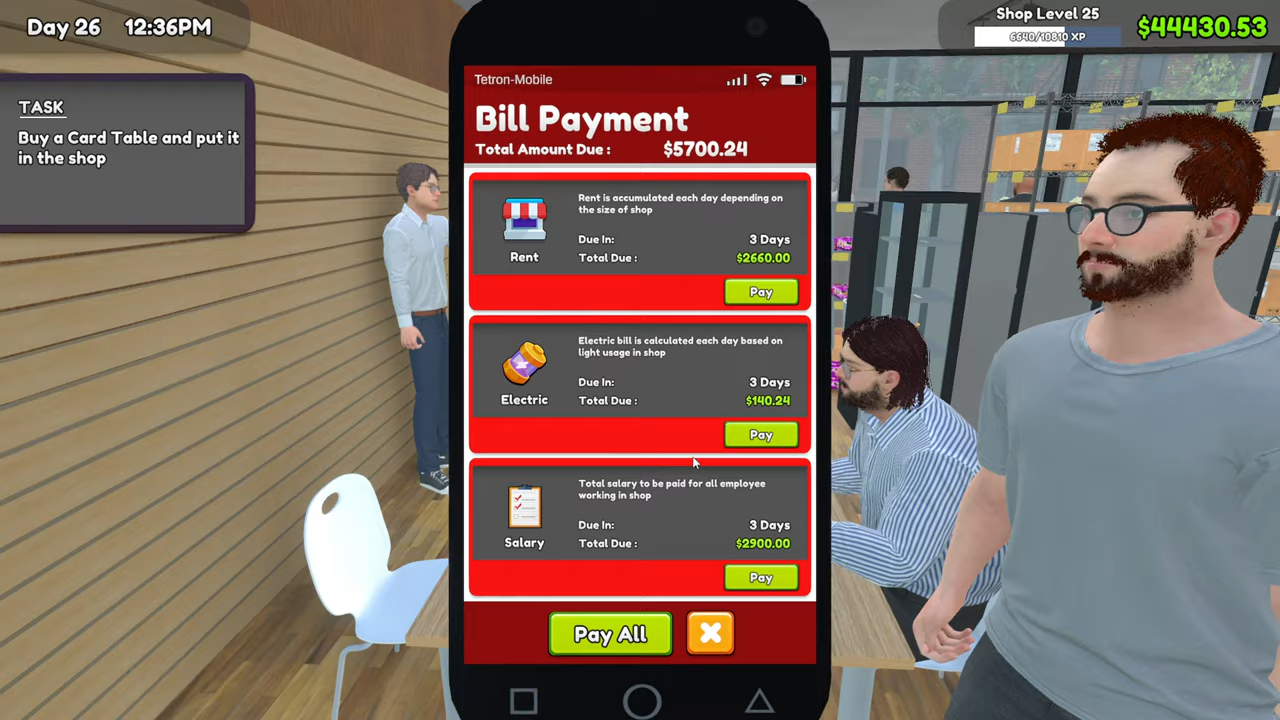 Day 26 12:36PM
Shop Level 25
6640/10810 XP
$44430.53
TASK
Buy a Card Table and put it
in the shop
Tetron-Mobile
Bill Payment
Total Amount Due : $5700.24
Rent is accumulated each day depending on
the size of shop
Due In: 3 Days
Total Due : $2660.00
Rent
Pay
Electric bill is calculated each day based on
light usage in shop
Due In: 3 Days
Total Due : $140.24
Electric
Pay
Total salary to be paid for all employee
working in shop
Due In: 3 Days
Total Due : $2900.00
Salary
Pay
Pay All